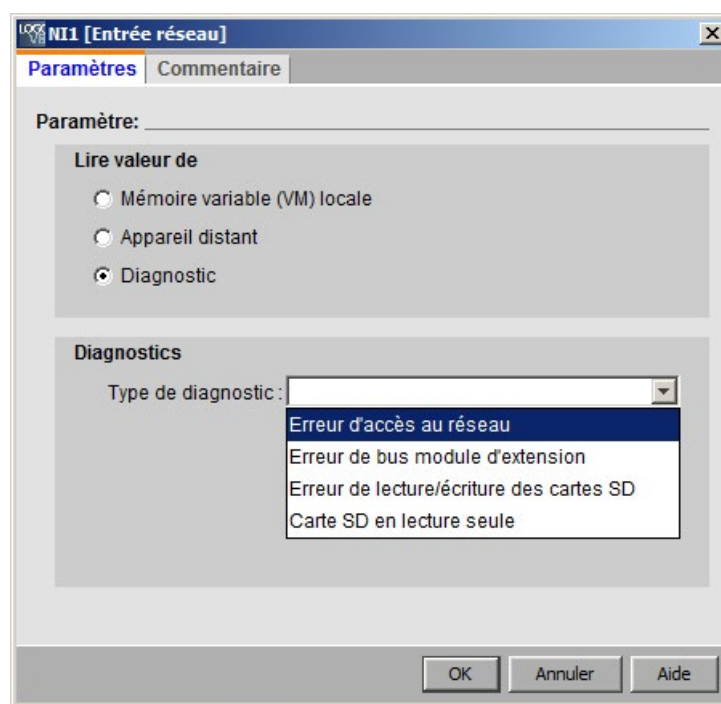 NI1 [Entrée réseau]
Paramètres Commentaire
Paramètre:
Lire valeur de
Mémoire variable (VM) locale
Appareil distant
Diagnostic
Diagnostics
Type de diagnostic :
Erreur d'accès au réseau
Erreur de bus module d'extension
Erreur de lecture/écriture des cartes SD
Carte SD en lecture seule
OK Annuler Aide